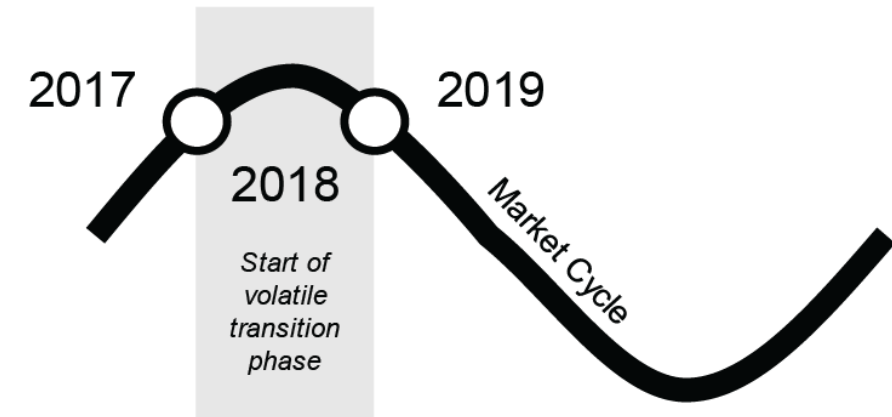 2017
2019
2018
Market Cycle
Start of
volatile
transition
phase